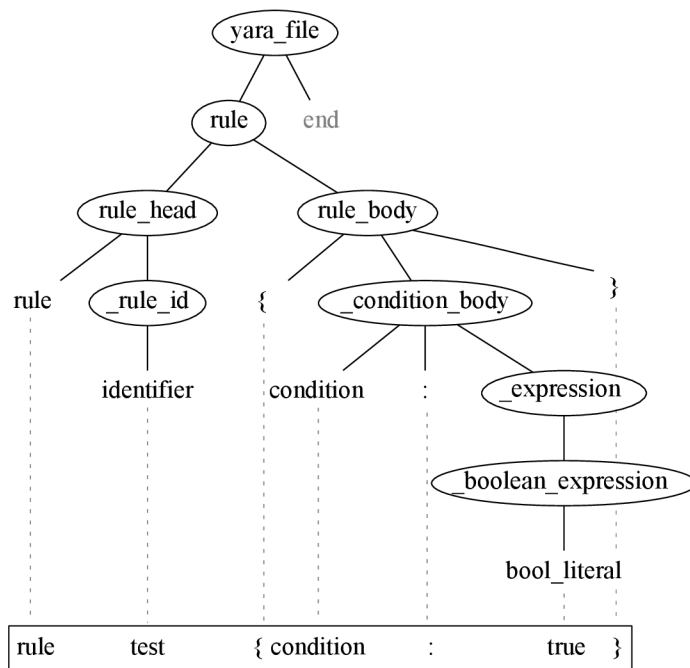 yara_file
rule end
rule_head rule_body
rule _rule_id { _condition_body }
identifier condition : _expression
_boolean_expression
bool_literal
rule test { condition : true }